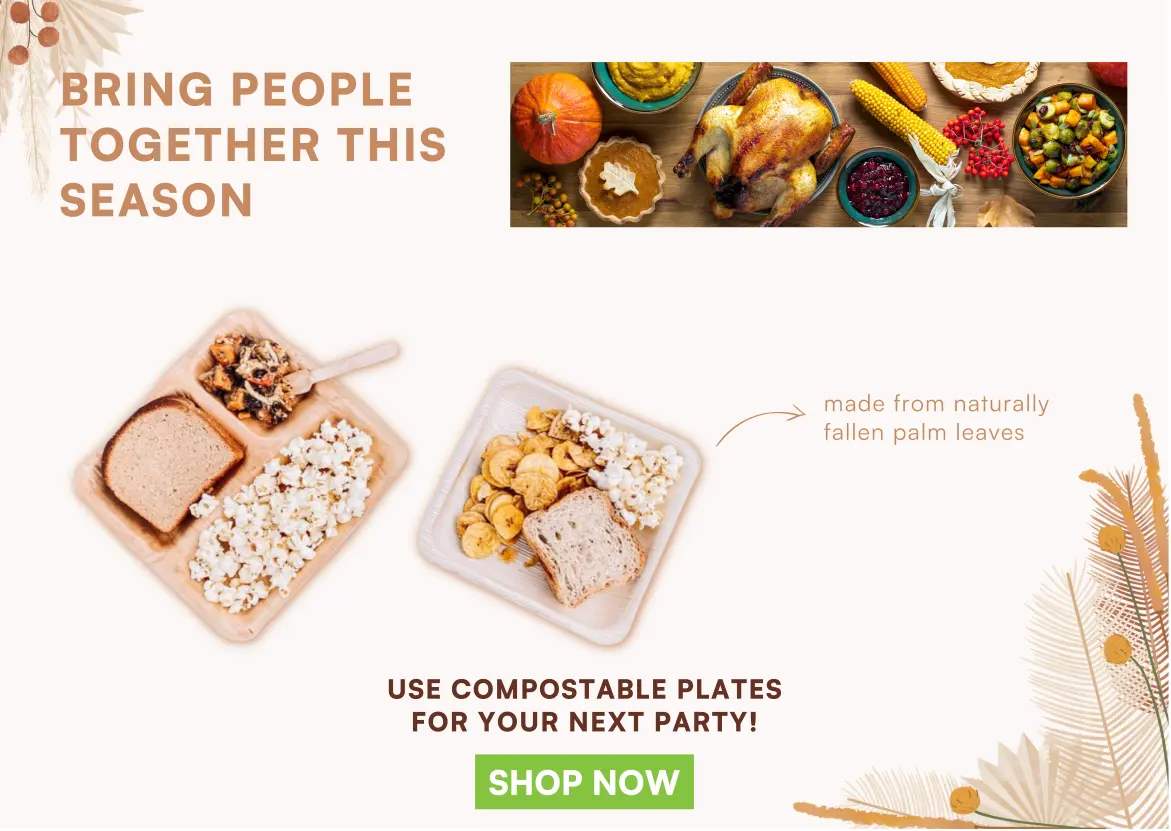 BRING PEOPLE
TOGETHER THIS
SEASON
made from naturally
fallen palm leaves
USE COMPOSTABLE PLATES
FOR YOUR NEXT PARTY!
SHOP NOW